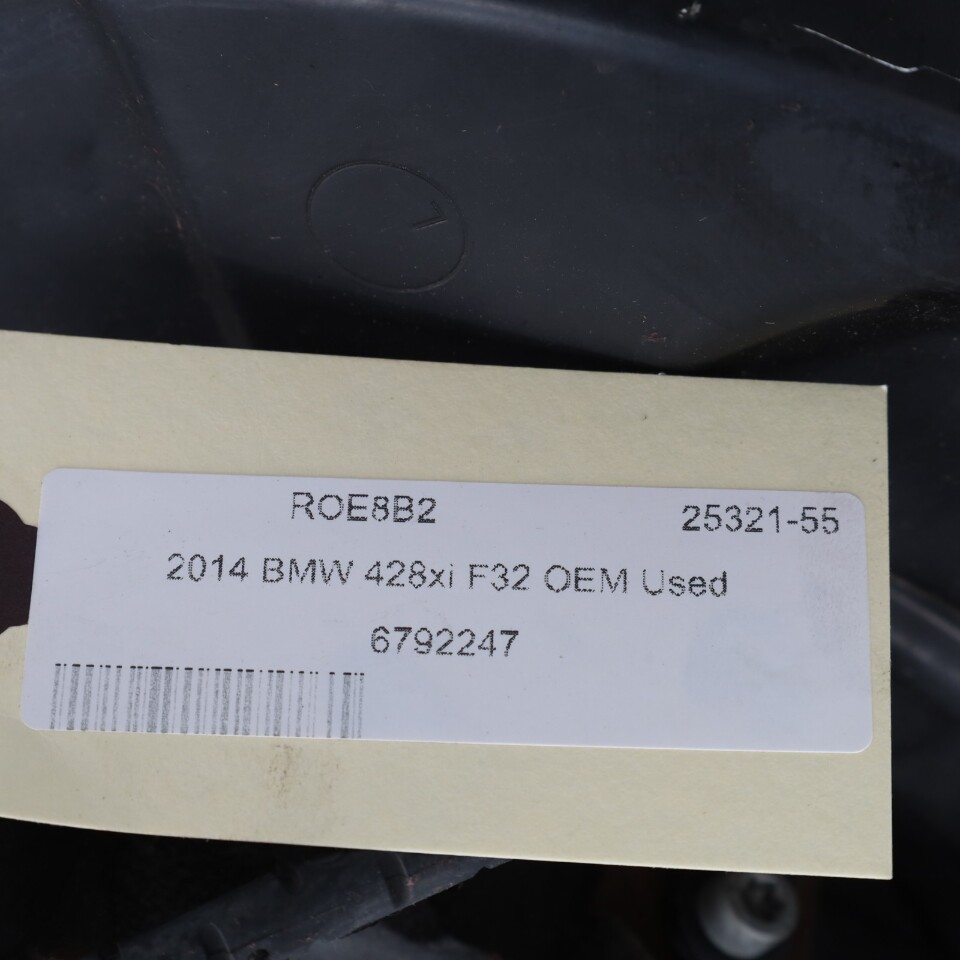 ROE8B2 25321-55
2014 BMW 428xi F32 OEM Used
6792247